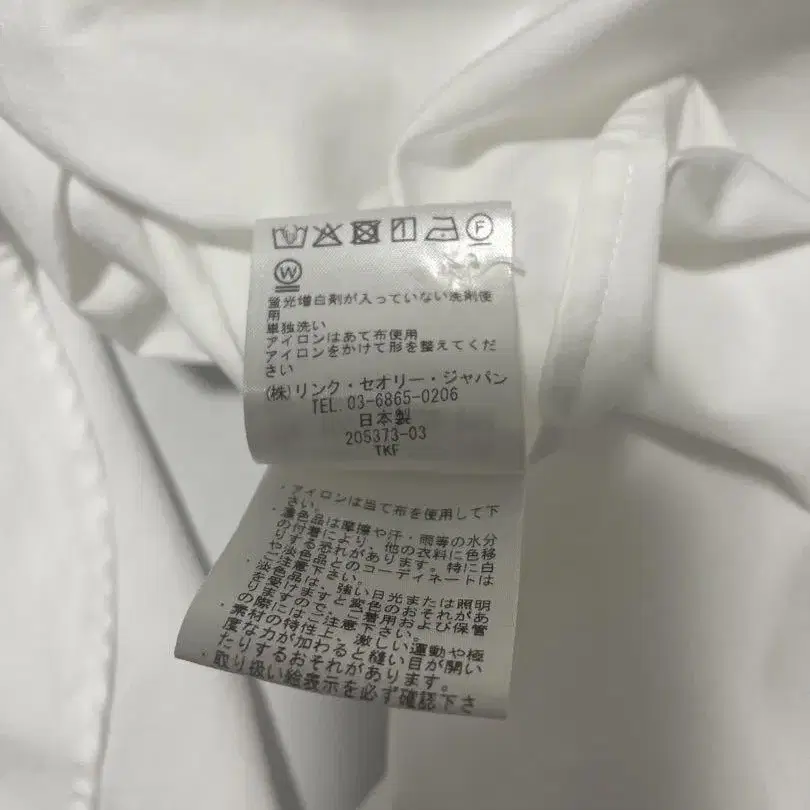 F
W
蛍光増白剤が入っていない洗剤使
用
単独洗い
アイロンはあて布使用
アイロンをかけて形を整えてくだ
さい
(株)リンク・セオリー・ジャパン
TEL. 03-6865-0206
日本製
205373-03
TKF
・アイロンは当て布を使用して下
さい。
・濃色品は摩擦や汗・雨等の水分
の付着により、他の衣料に色移
りする恐れがあります。特に白
や淡色品とのコーディネートは
ご注意下さい。
・淡色品は、強い日光または照明
を受けますと変色のおそれがあ
りますので、ご着用および保管
の際にはご注意下さい。
・素材の特性上、激しい運動や極
度な力が加わると縫い目が開い
たりするおそれがあります。
・取り扱い絵表示を必ず確認下さ